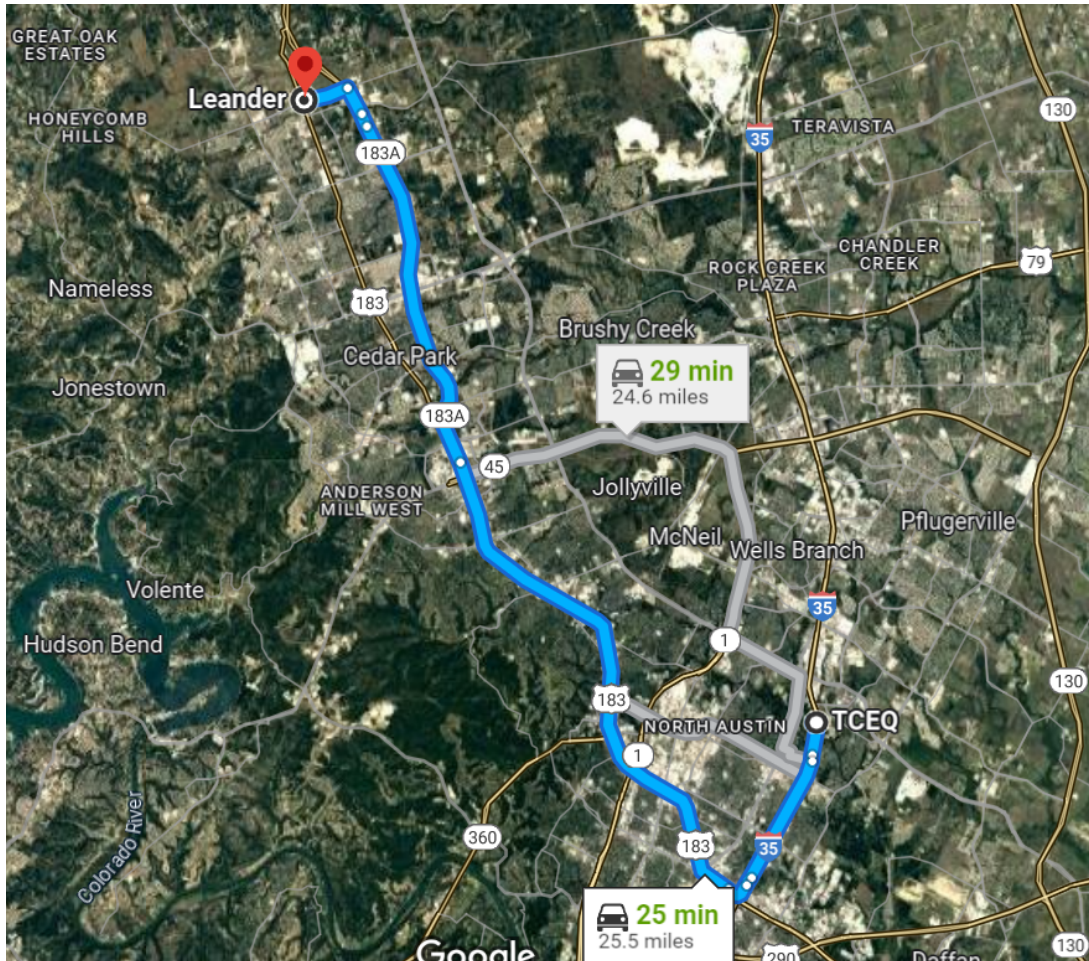 GREAT OAK
ESTATES
Leander
HONEYCOMB
HILLS
183A
35
TERAVISTA
130
CHANDLER
CREEK
79
ROCK CREEK
PLAZA
Nameless
183
Brushy Creek
Cedar Park
29 min
24.6 miles
Jonestown
183A
45
Jollyville
ANDERSON
MILL WEST
Pflugerville
McNeil
Wells Branch
Volente
35
Hudson Bend
1
130
183
NORTH AUSTIN
TCEQ
1
Colorado River
360
183
35
25 min
25.5 miles
Google
290
Daffan
130